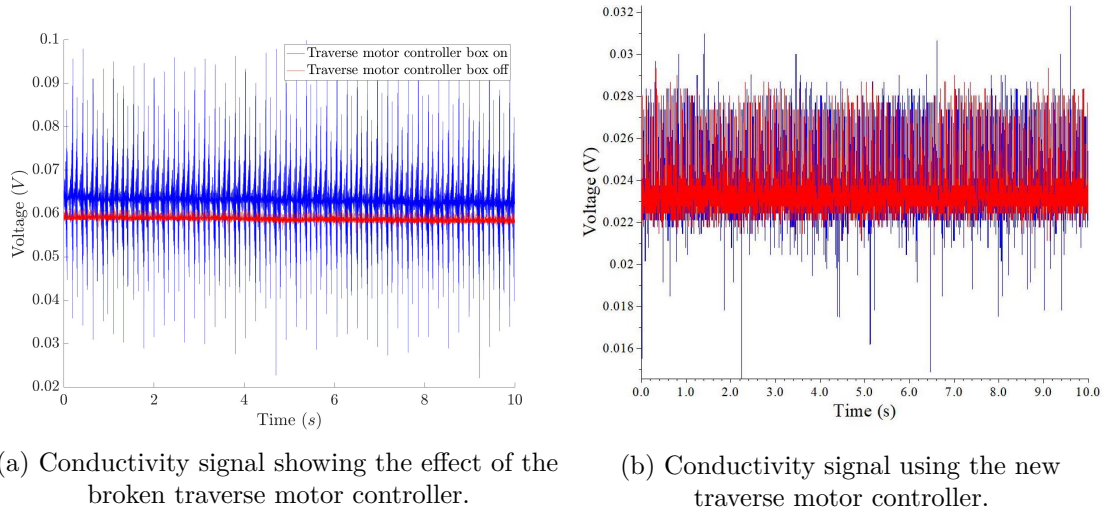 0.1
0.09
0.08
0.07
0.06
0.05
0.04
0.03
0.02
Voltage (V)
Traverse motor controller box on
Traverse motor controller box off
0 2 4 6 8 10
Time (s)
0.032
0.03
0.028
0.026
0.024
0.022
0.02
0.018
0.016
Voltage (V)
0.0 1.0 2.0 3.0 4.0 5.0 6.0 7.0 8.0 9.0 10.0
Time (s)
(a) Conductivity signal showing the effect of the
broken traverse motor controller.
(b) Conductivity signal using the new
traverse motor controller.